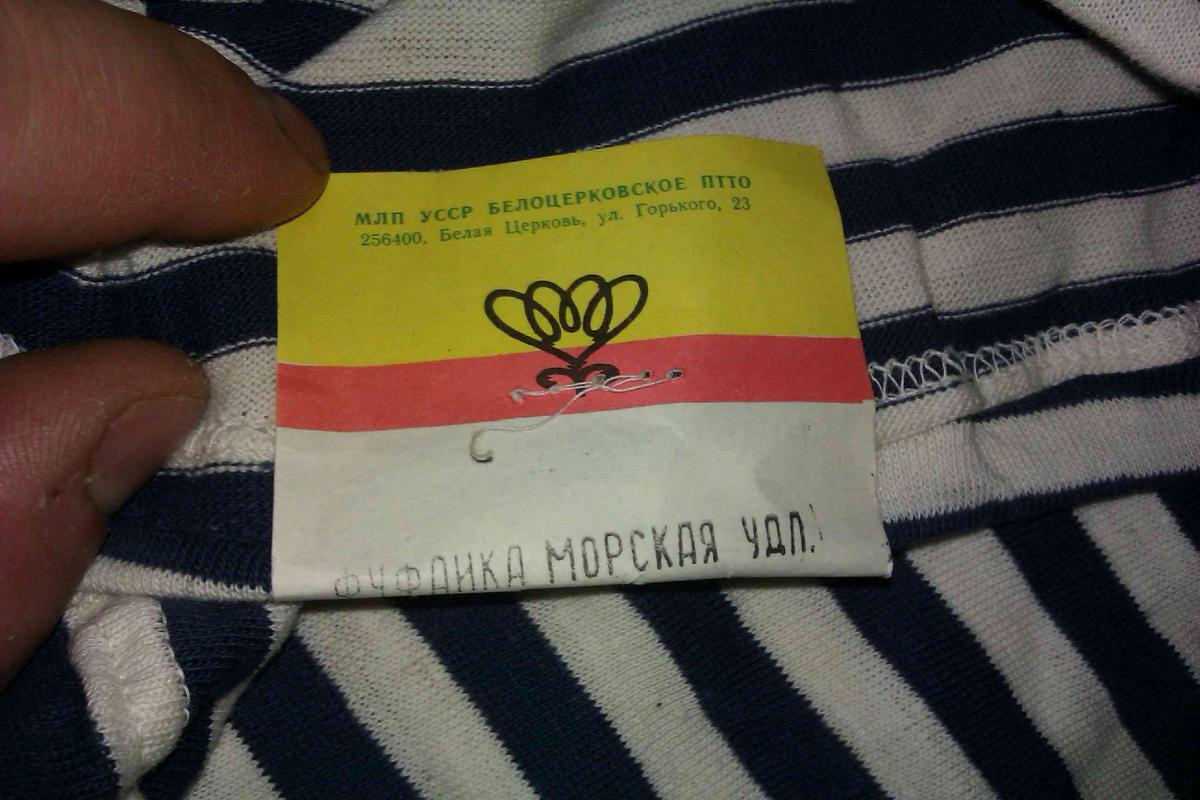 МЛП УССР БЕЛОЦЕРКОВСКОЕ ПТТО
256400, Белая Церковь, ул. Горького, 23
ФУФАЙКА МОРСКАЯ УДЛ.